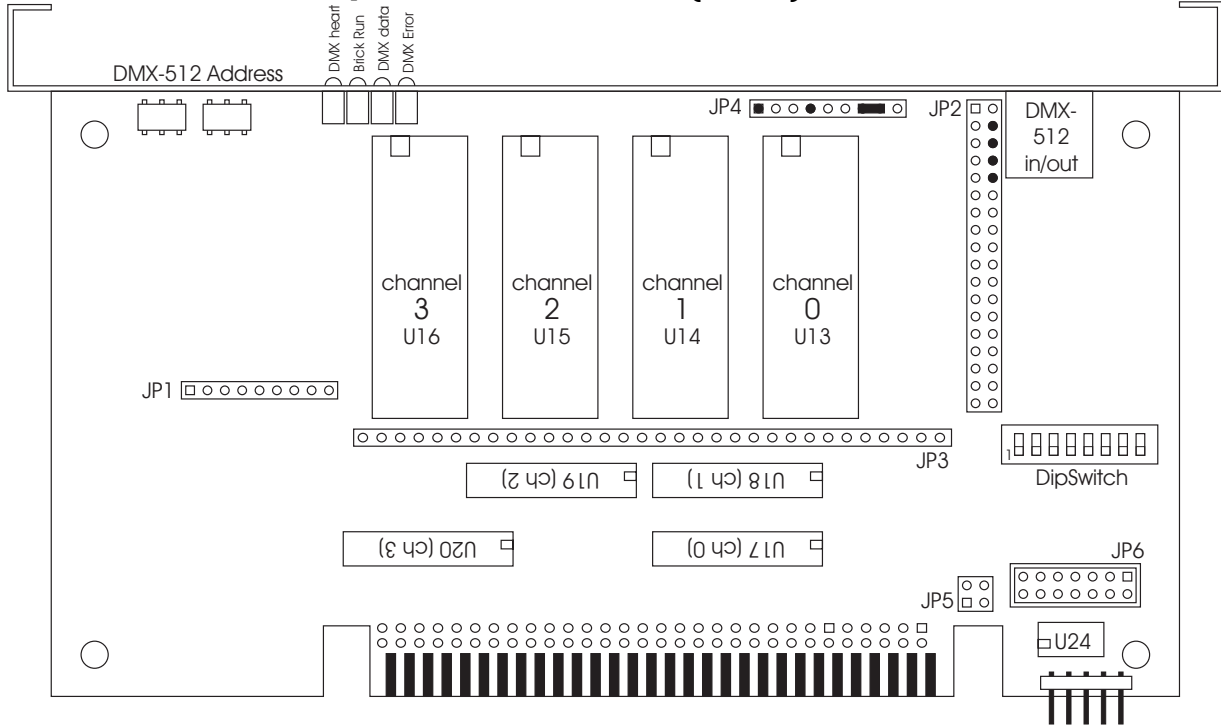 DMX heart
Brick Run
DMX data
DMX Error
DMX-512 Address
JP4
JP2
DMX-
512
in/out
channel
3
U16
channel
2
U15
channel
1
U14
channel
0
U13
JP1
JP3
1
DipSwitch
U19 (ch 2)
U18 (ch 1)
U20 (ch 3)
U17 (ch 0)
JP6
JP5
U24